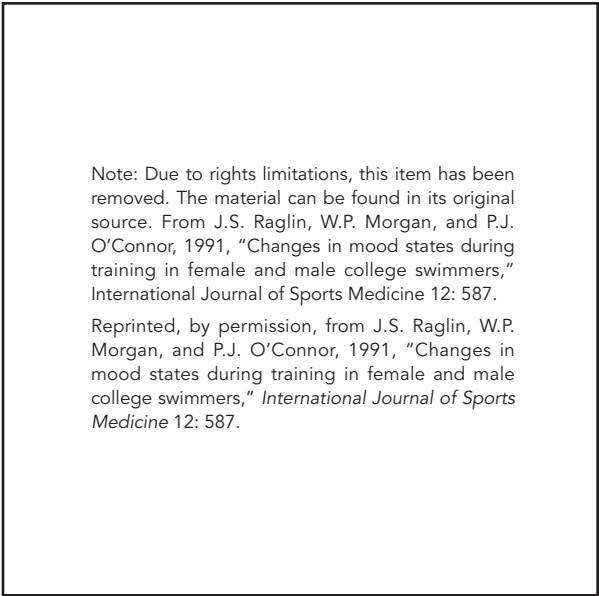 Note: Due to rights limitations, this item has been
removed. The material can be found in its original
source. From J.S. Raglin, W.P. Morgan, and P.J.
O’Connor, 1991, “Changes in mood states during
training in female and male college swimmers,”
International Journal of Sports Medicine 12: 587.
Reprinted, by permission, from J.S. Raglin, W.P.
Morgan, and P.J. O’Connor, 1991, “Changes in
mood states during training in female and male
college swimmers,” International Journal of Sports
Medicine 12: 587.